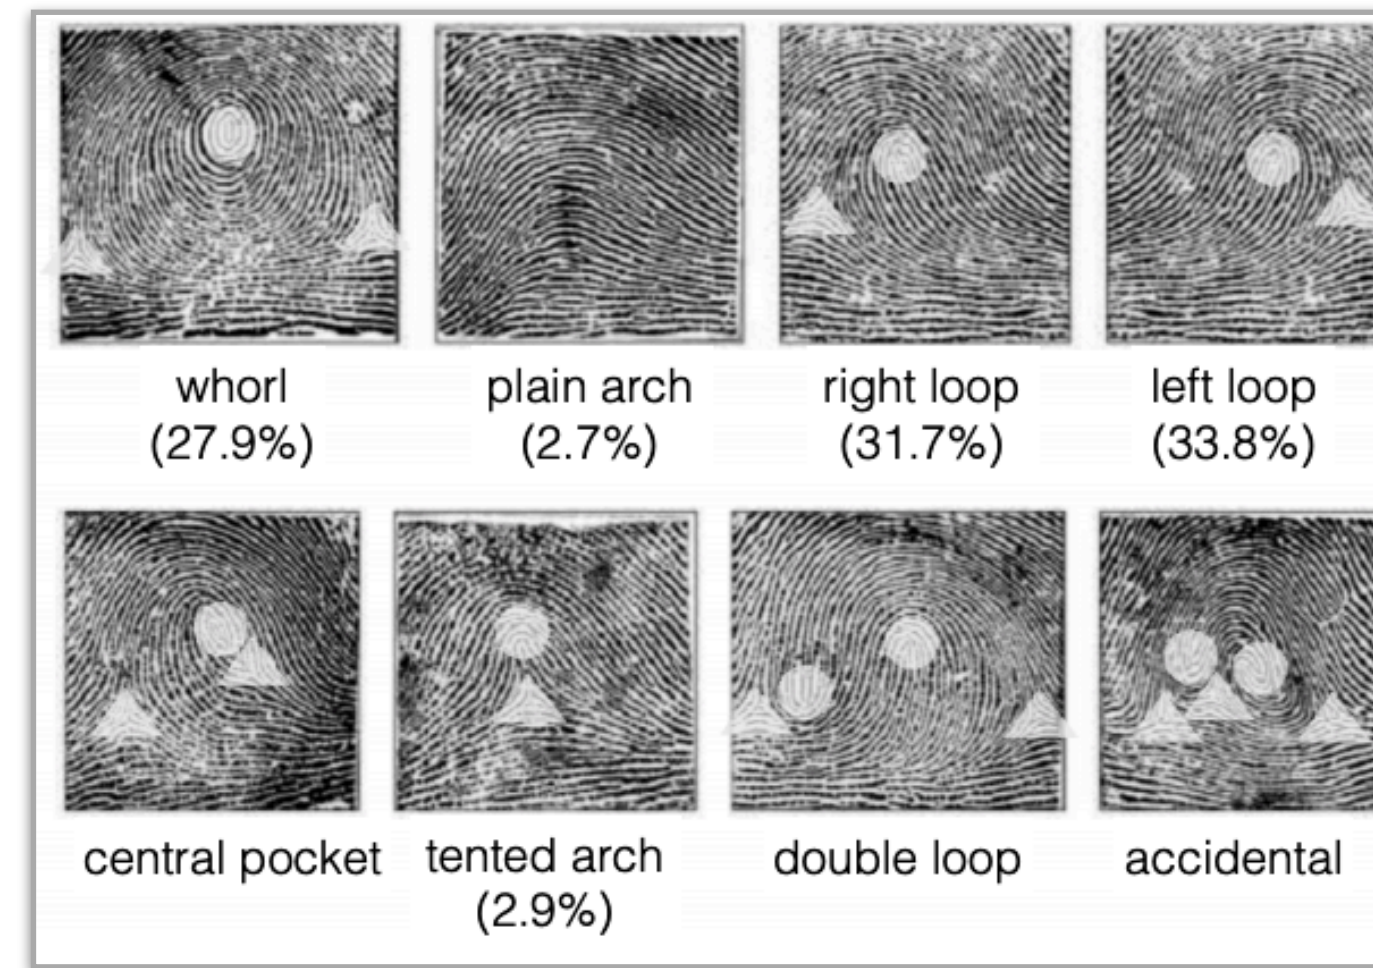 whorl
(27.9%)
plain arch
(2.7%)
right loop
(31.7%)
left loop
(33.8%)
central pocket
tented arch
(2.9%)
double loop
accidental